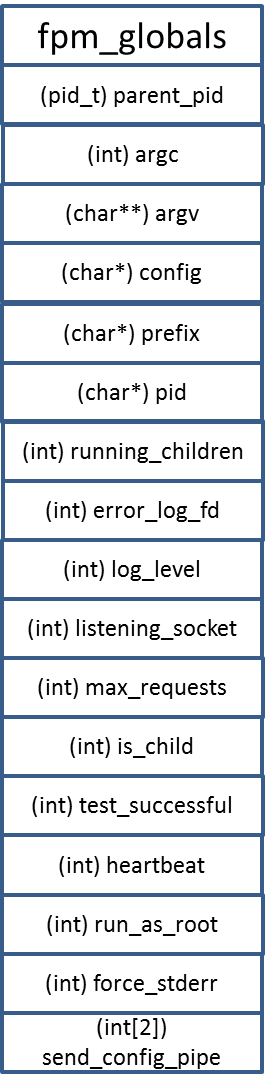 fpm_globals
(pid_t) parent_pid
(int) argc
(char**) argv
(char*) config
(char*) prefix
(char*) pid
(int) running_children
(int) error_log_fd
(int) log_level
(int) listening_socket
(int) max_requests
(int) is_child
(int) test_successful
(int) heartbeat
(int) run_as_root
(int) force_stderr
(int[2])
send_config_pipe